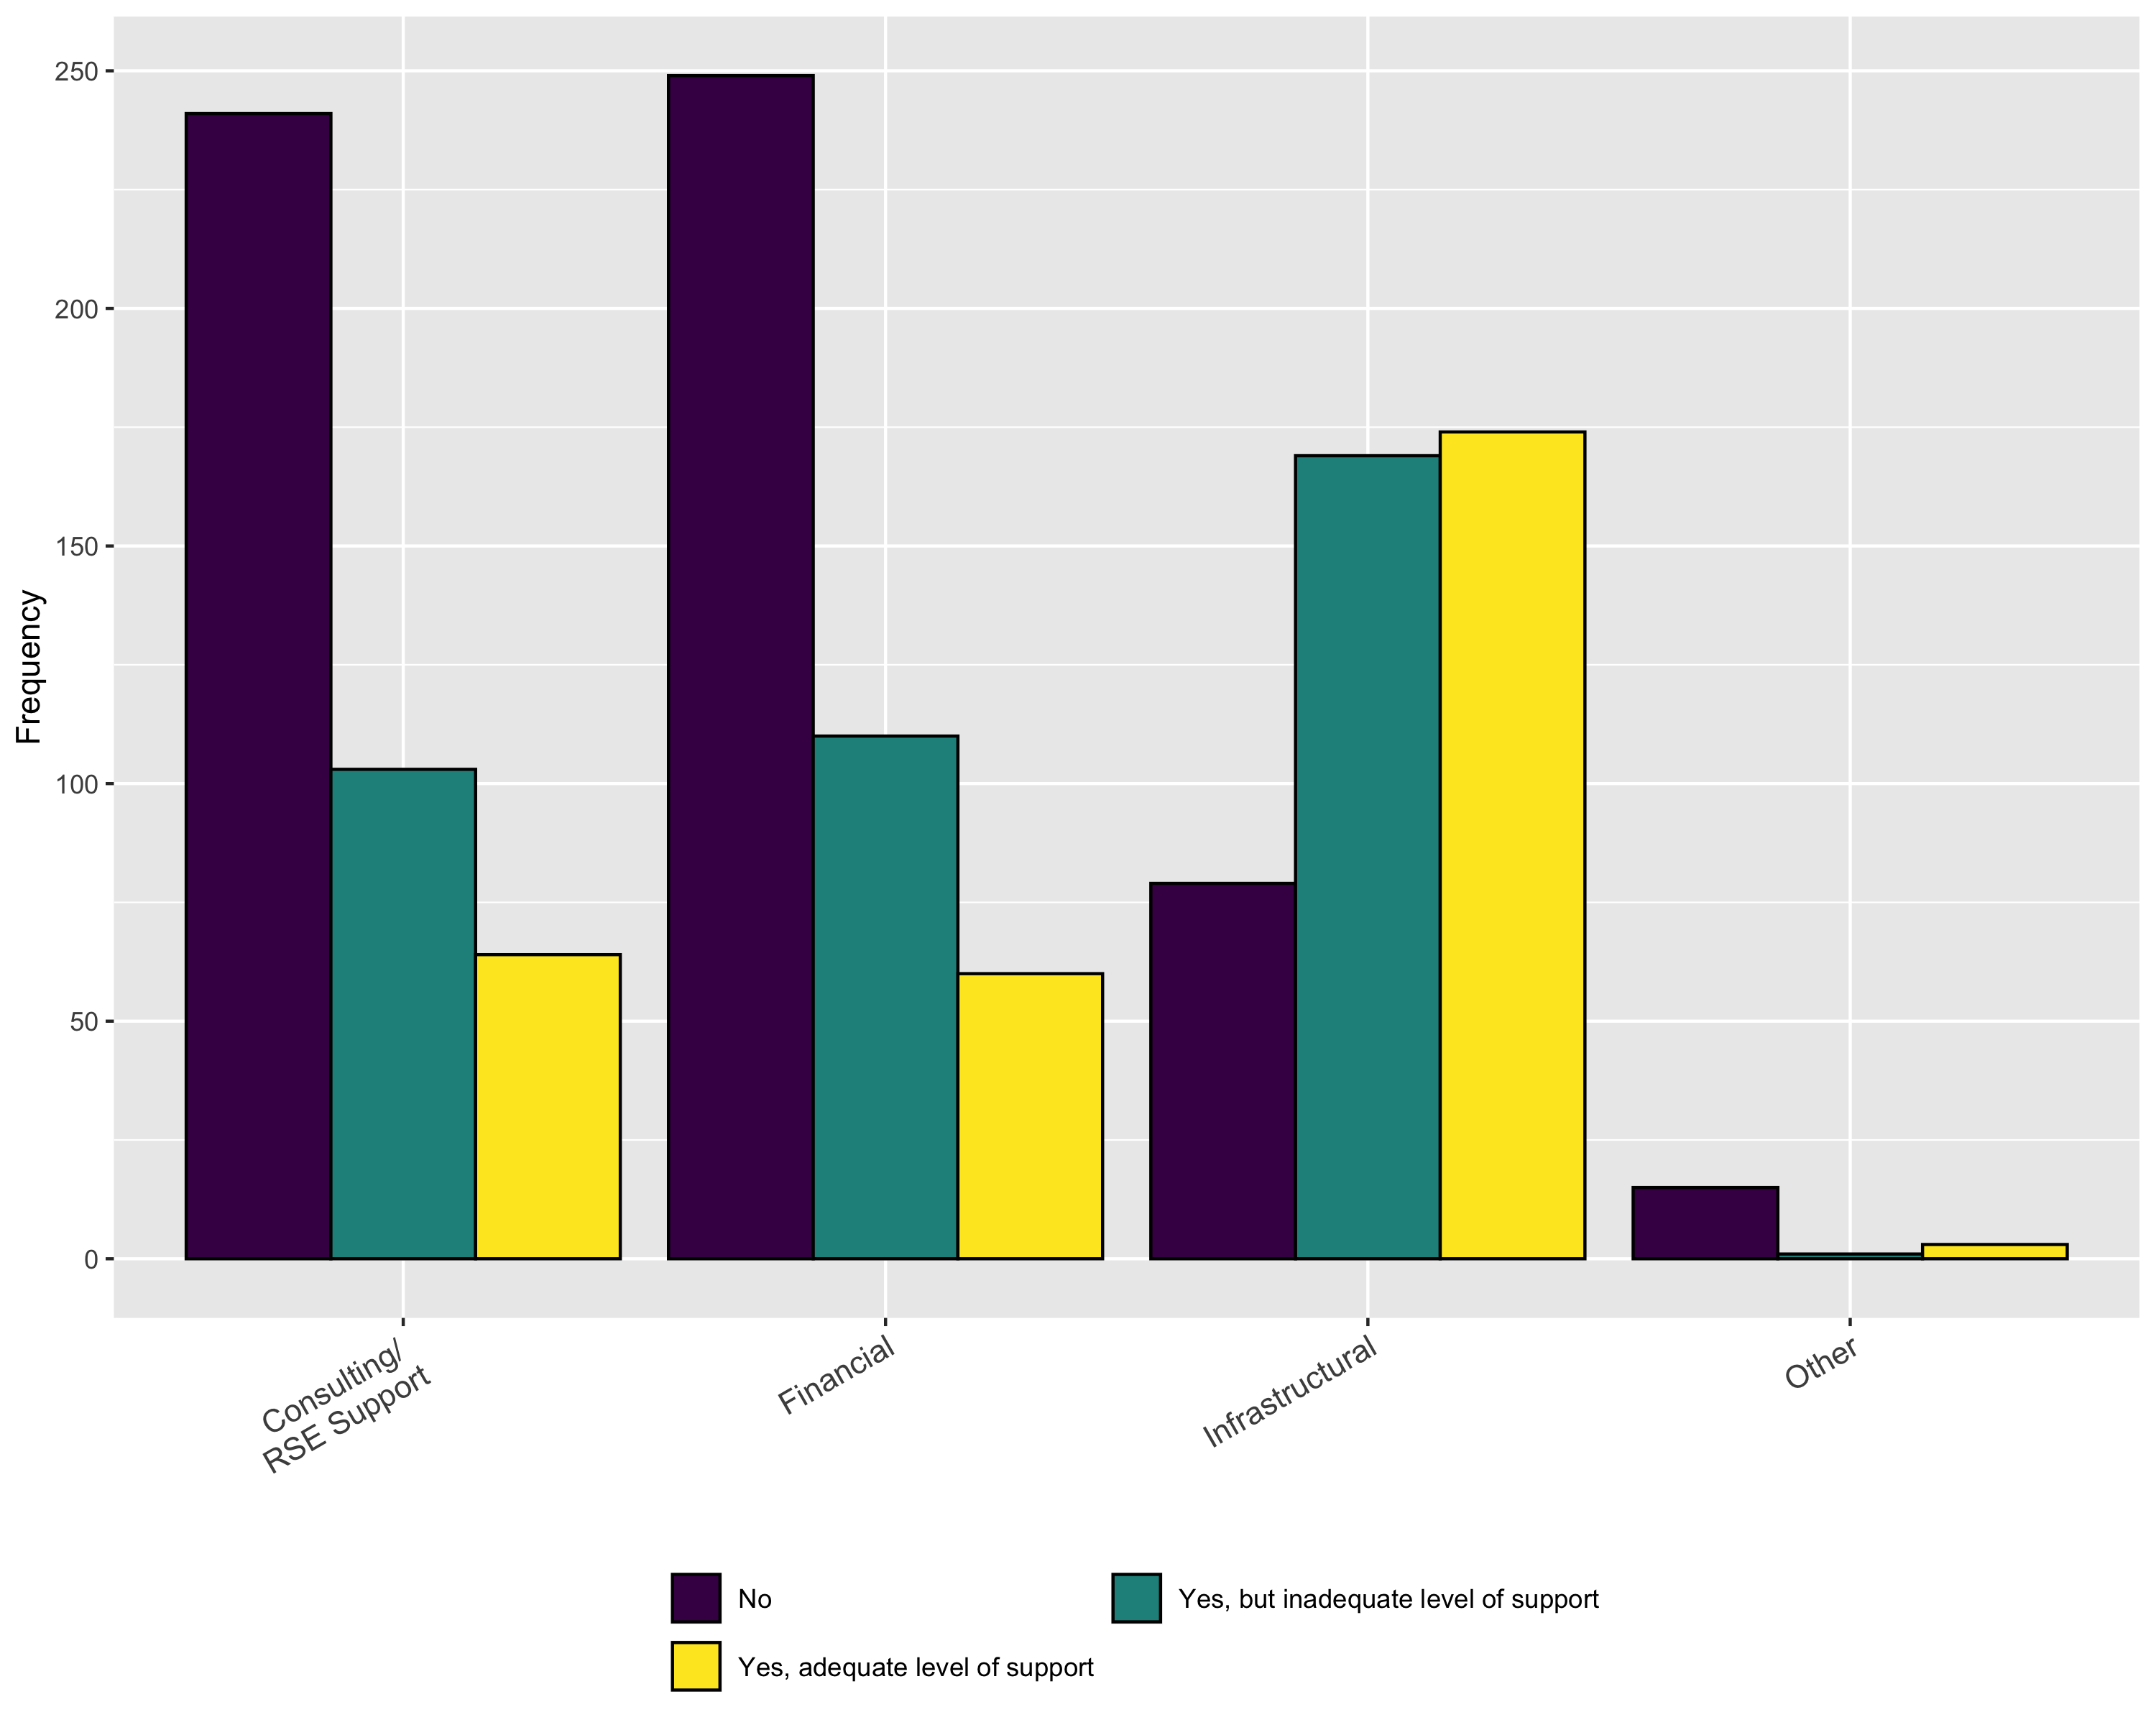 250
200
150
100
50
0
Frequency
Consulting/
RSE Support
Financial
Infrastructural
Other
No
Yes, but inadequate level of support
Yes, adequate level of support